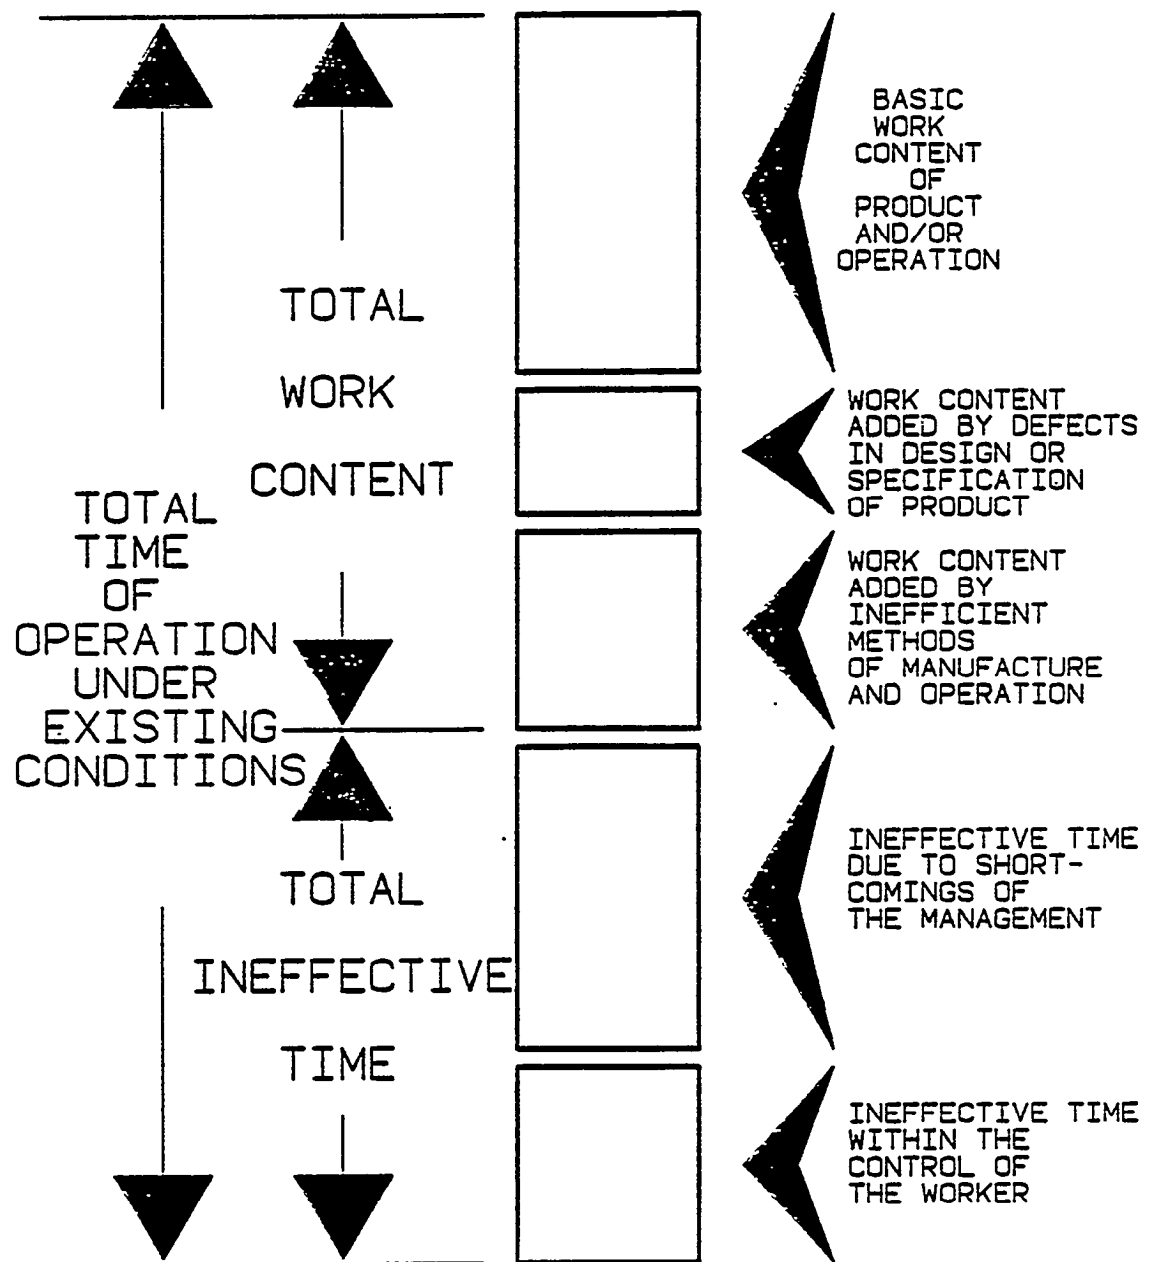 TOTAL
TIME
OF
OPERATION
UNDER
EXISTING
CONDITIONS
TOTAL
WORK
CONTENT
TOTAL
INEFFECTIVE
TIME
BASIC
WORK
CONTENT
OF
PRODUCT
AND/OR
OPERATION
WORK CONTENT
ADDED BY DEFECTS
IN DESIGN OR
SPECIFICATION
OF PRODUCT
WORK CONTENT
ADDED BY
INEFFICIENT
METHODS
OF MANUFACTURE
AND OPERATION
INEFFECTIVE TIME
DUE TO SHORT-
COMINGS OF
THE MANAGEMENT
INEFFECTIVE TIME
WITHIN THE
CONTROL OF
THE WORKER